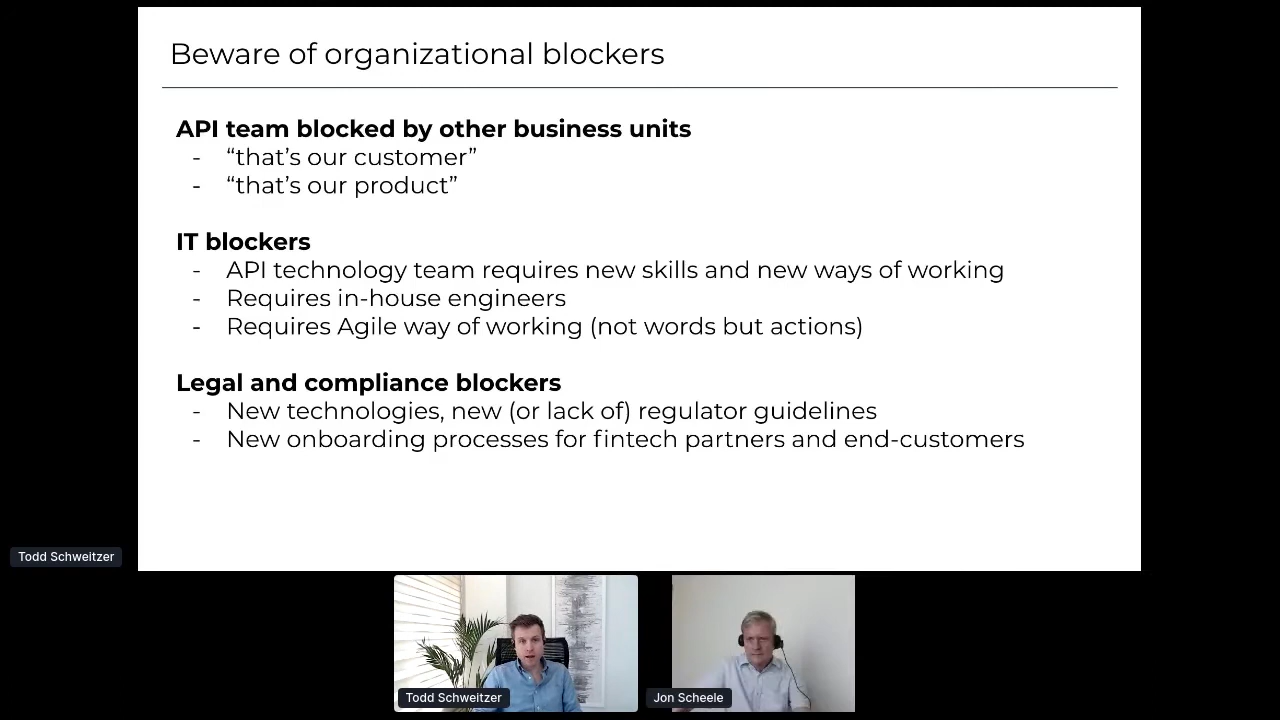 Beware of organizational blockers
API team blocked by other business units
- “that’s our customer”
- “that’s our product”
IT blockers
- API technology team requires new skills and new ways of working
- Requires in-house engineers
- Requires Agile way of working (not words but actions)
Legal and compliance blockers
- New technologies, new (or lack of) regulator guidelines
- New onboarding processes for fintech partners and end-customers
Todd Schweitzer
Todd Schweitzer
Jon Scheele